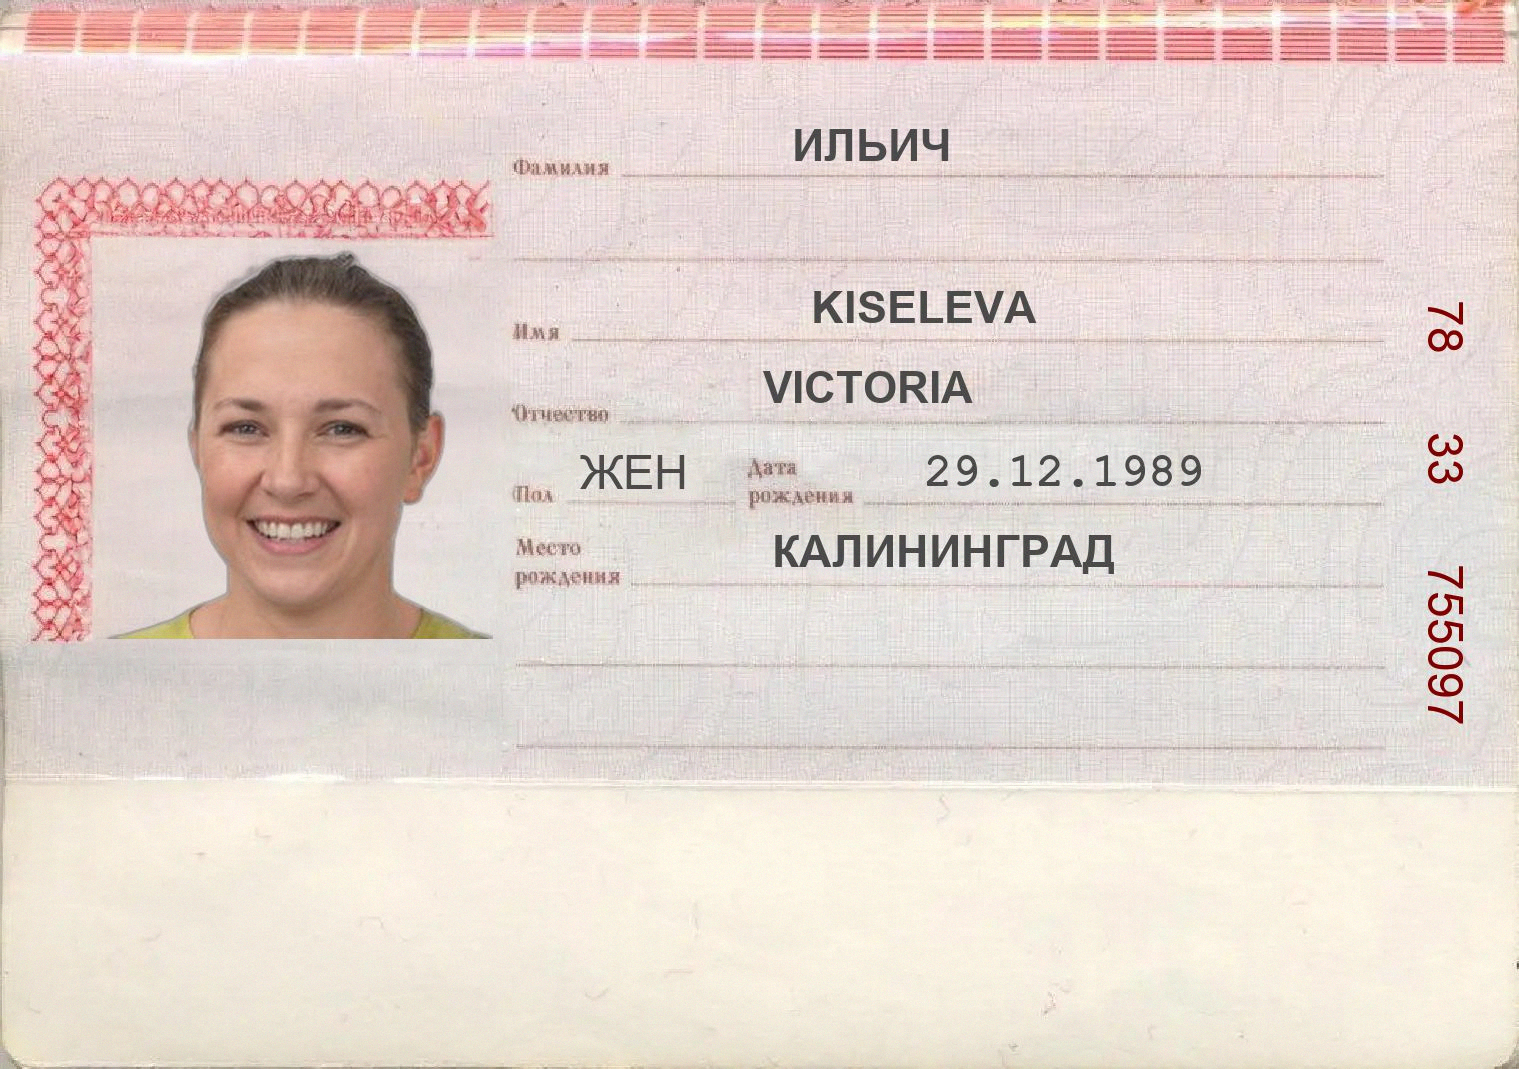 Фамилия ИЛЬИЧ
Имя KISELEVA
Отчество VICTORIA
Пол ЖЕН Дата рождения 29.12.1989
Место рождения КАЛИНИНГРАД
78 33 755097